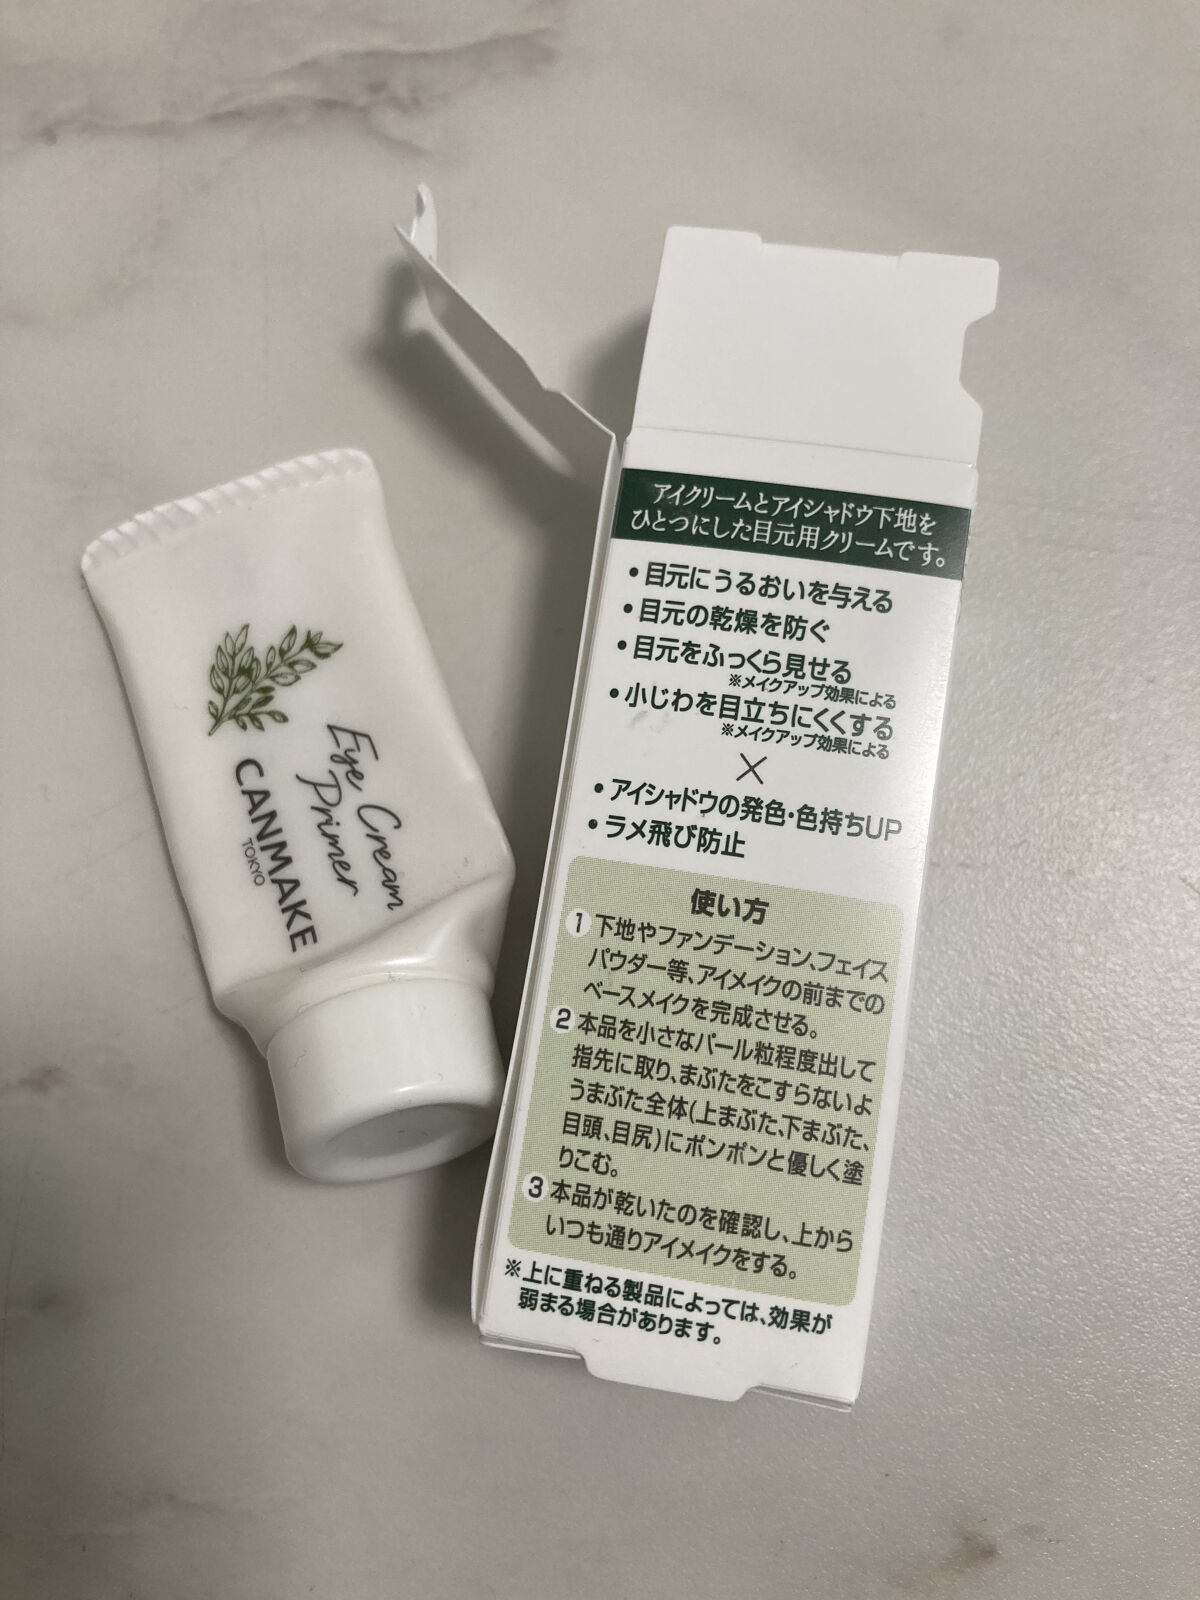 Eye Cream
Primer
CANMAKE
TOKYO
アイクリームとアイシャドウ下地を
ひとつにした目元用クリームです。
•目元にうるおいを与える
•目元の乾燥を防ぐ
•目元をふっくら見せる
※メイクアップ効果による
•小じわを目立ちにくくする
※メイクアップ効果による
×
•アイシャドウの発色・色持ちUP
•ラメ飛び防止
使い方
1 下地やファンデーション、フェイス
パウダー等、アイメイクの前までの
ベースメイクを完成させる。
2 本品を小さなパール粒程度出して
指先に取り、まぶたをこすらないよ
うまぶた全体(上まぶた、下まぶた、
目頭、目尻)にポンポンと優しく塗
りこむ。
3 本品が乾いたのを確認し、上から
いつも通りアイメイクをする。
※上に重ねる製品によっては、効果が
弱まる場合があります。